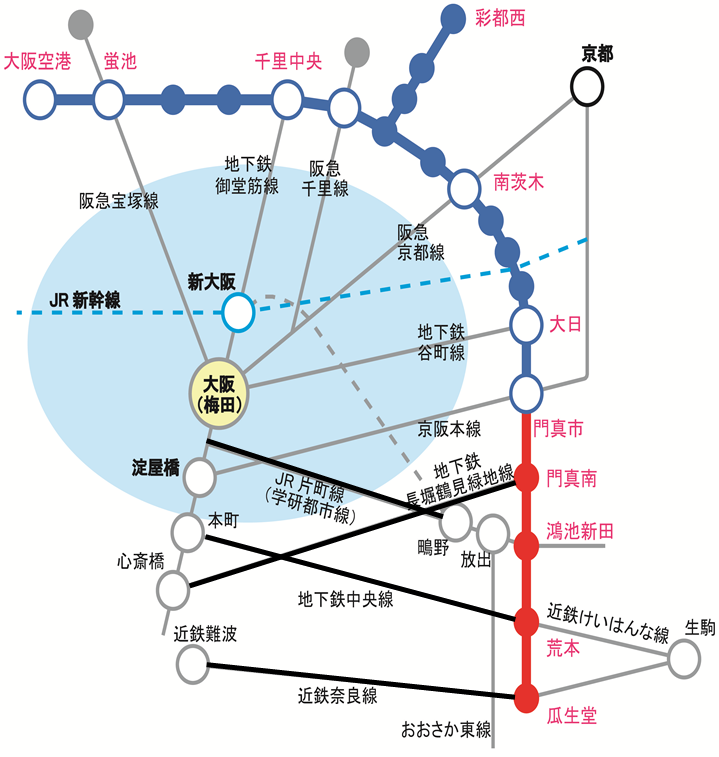 彩都西
大阪空港
蛍池
千里中央
京都
地下鉄
御堂筋線
阪急
千里線
南茨木
阪急宝塚線
阪急
京都線
新大阪
JR 新幹線
大日
地下鉄
谷町線
大阪
(梅田)
京阪本線
門真市
淀屋橋
地下鉄
長堀鶴見緑地線
JR 片町線
(学研都市線)
門真南
本町
鴫野
放出
鴻池新田
心斎橋
地下鉄中央線
近鉄けいはんな線
生駒
近鉄難波
荒本
近鉄奈良線
瓜生堂
おおさか東線